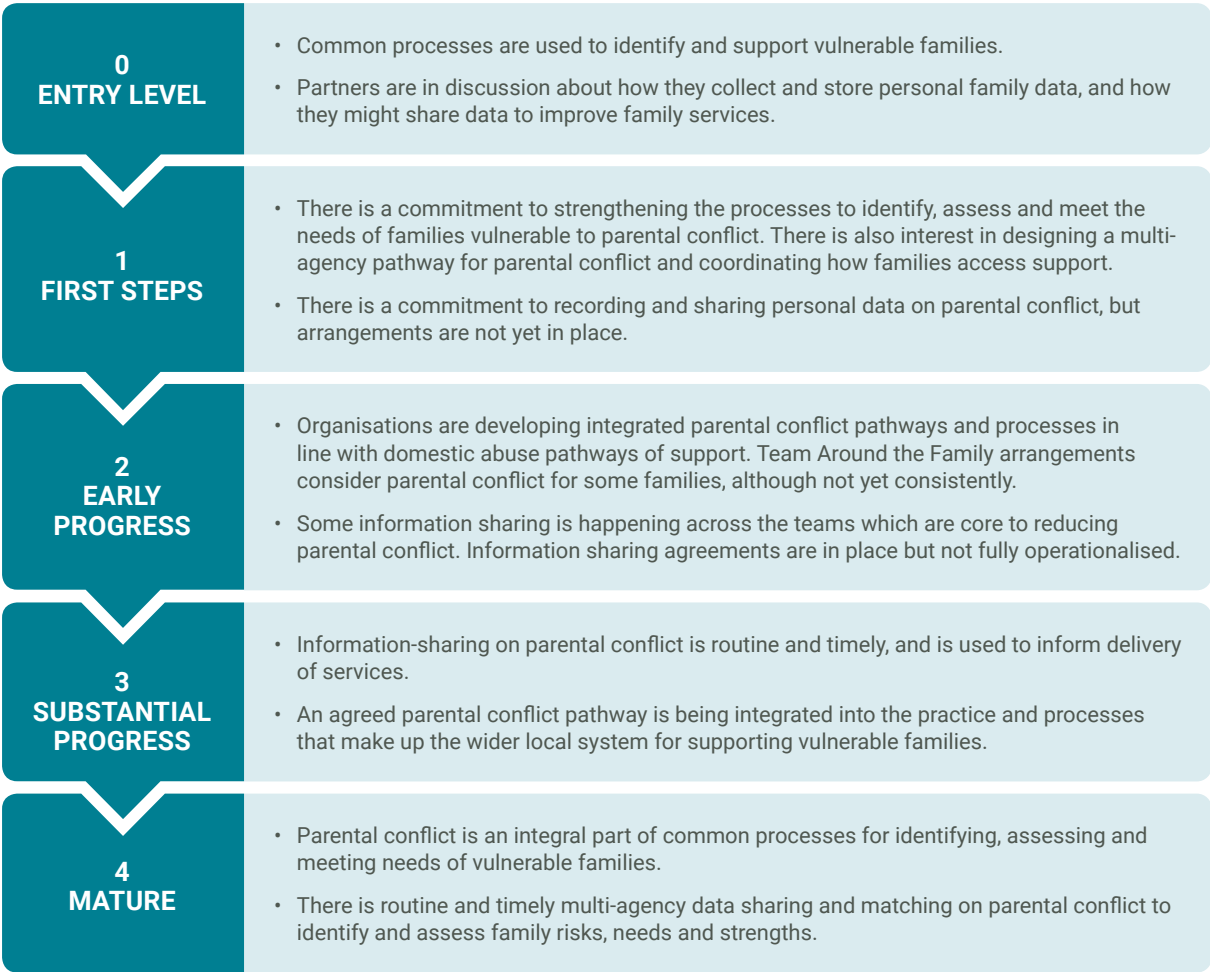 0
ENTRY LEVEL
• Common processes are used to identify and support vulnerable families.
• Partners are in discussion about how they collect and store personal family data, and how
they might share data to improve family services.
1
FIRST STEPS
• There is a commitment to strengthening the processes to identify, assess and meet the
needs of families vulnerable to parental conflict. There is also interest in designing a multi-
agency pathway for parental conflict and coordinating how families access support.
• There is a commitment to recording and sharing personal data on parental conflict, but
arrangements are not yet in place.
2
EARLY
PROGRESS
• Organisations are developing integrated parental conflict pathways and processes in
line with domestic abuse pathways of support. Team Around the Family arrangements
consider parental conflict for some families, although not yet consistently.
• Some information sharing is happening across the teams which are core to reducing
parental conflict. Information sharing agreements are in place but not fully operationalised.
3
SUBSTANTIAL
PROGRESS
• Information-sharing on parental conflict is routine and timely, and is used to inform delivery
of services.
• An agreed parental conflict pathway is being integrated into the practice and processes
that make up the wider local system for supporting vulnerable families.
4
MATURE
• Parental conflict is an integral part of common processes for identifying, assessing and
meeting needs of vulnerable families.
• There is routine and timely multi-agency data sharing and matching on parental conflict to
identify and assess family risks, needs and strengths.